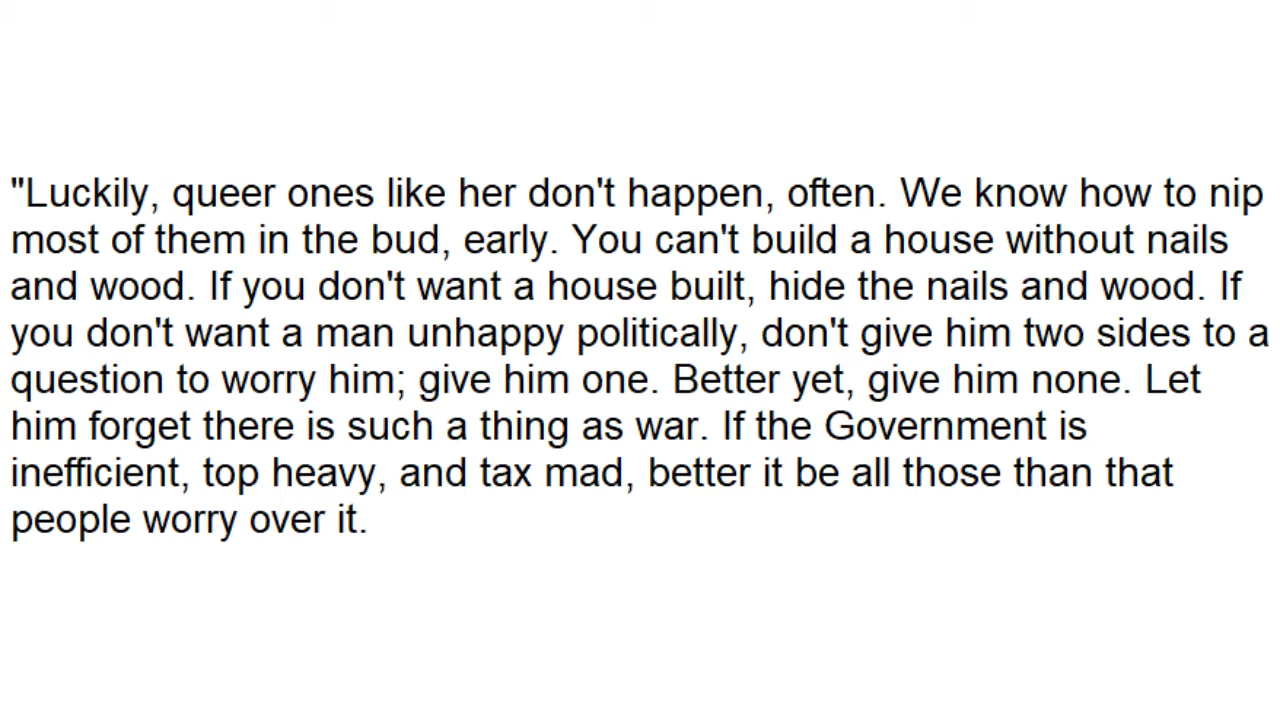 "Luckily, queer ones like her don't happen, often. We know how to nip
most of them in the bud, early. You can't build a house without nails
and wood. If you don't want a house built, hide the nails and wood. If
you don't want a man unhappy politically, don't give him two sides to a
question to worry him; give him one. Better yet, give him none. Let
him forget there is such a thing as war. If the Government is
inefficient, top heavy, and tax mad, better it be all those than that
people worry over it.